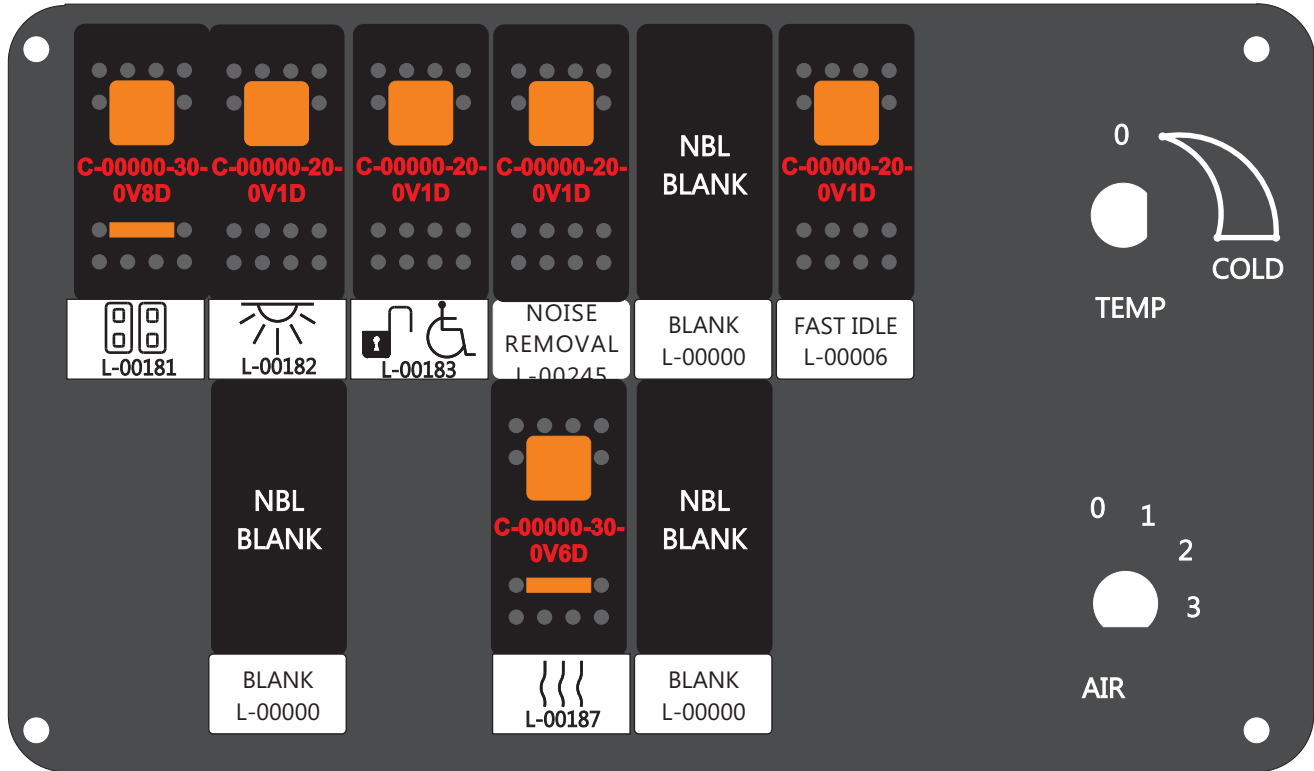 C-00000-30-
0V8D
L-00181
C-00000-20-
0V1D
L-00182
C-00000-20-
0V1D
L-00183
C-00000-20-
0V1D
NOISE
REMOVAL
L-00245
NBL
BLANK
BLANK
L-00000
C-00000-20-
0V1D
FAST IDLE
L-00006
0
COLD
TEMP
NBL
BLANK
BLANK
L-00000
C-00000-30-
0V6D
L-00187
NBL
BLANK
BLANK
L-00000
0
1
2
3
AIR